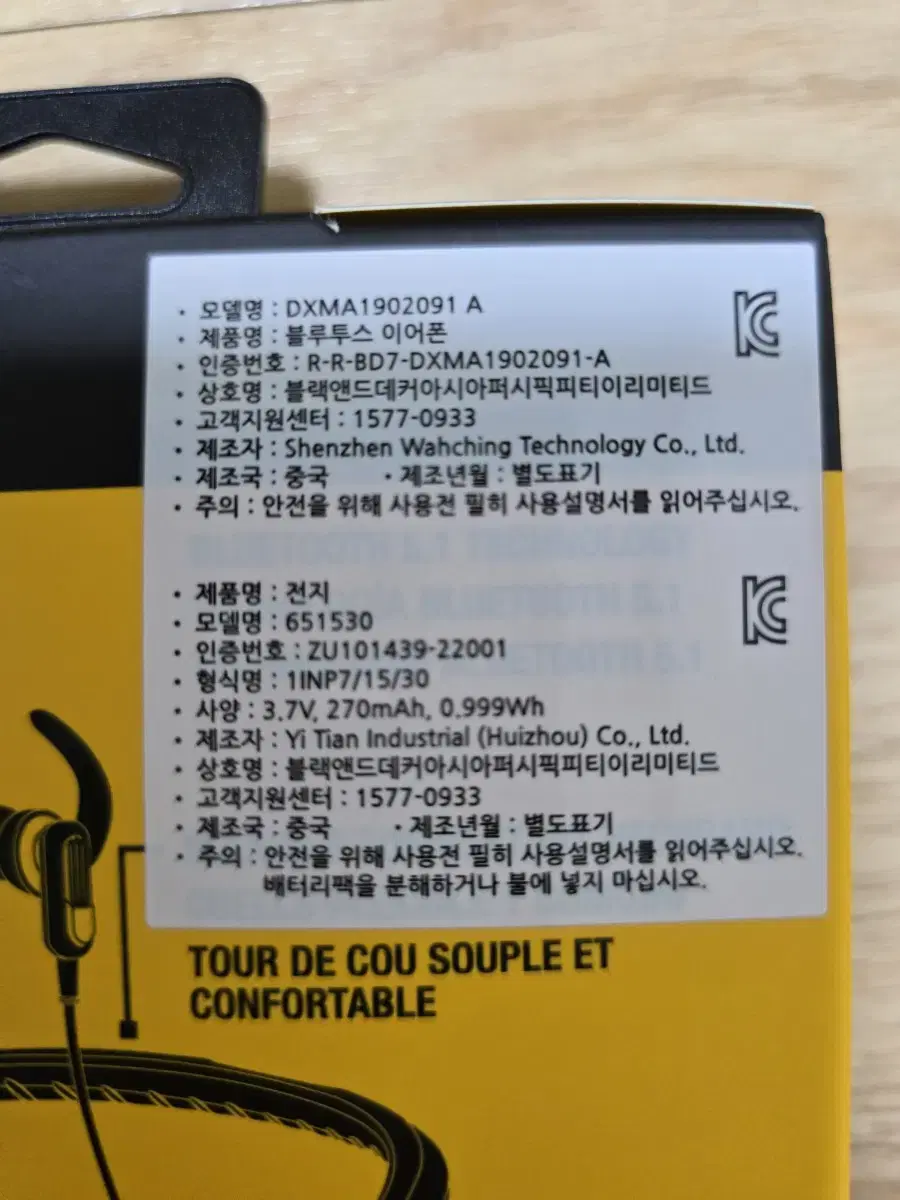 • 모델명 : DXMA1902091 A
• 제품명 : 블루투스 이어폰
• 인증번호 : R-R-BD7-DXMA1902091-A
• 상호명 : 블랙앤드데커아시아퍼시픽피티이리미티드
• 고객지원센터 : 1577-0933
• 제조자 : Shenzhen Wahching Technology Co., Ltd.
• 제조국 : 중국 • 제조년월 : 별도표기
• 주의 : 안전을 위해 사용전 필히 사용설명서를 읽어주십시오.
• 제품명 : 전지
• 모델명 : 651530
• 인증번호 : ZU101439-22001
• 형식명 : 1INP7/15/30
• 사양 : 3.7V, 270mAh, 0.999Wh
• 제조자 : Yi Tian Industrial (Huizhou) Co., Ltd.
• 상호명 : 블랙앤드데커아시아퍼시픽피티이리미티드
• 고객지원센터 : 1577-0933
• 제조국 : 중국 • 제조년월 : 별도표기
• 주의 : 안전을 위해 사용전 필히 사용설명서를 읽어주십시오.
배터리팩을 분해하거나 불에 넣지 마십시오.
TOUR DE COU SOUPLE ET
CONFORTABLE